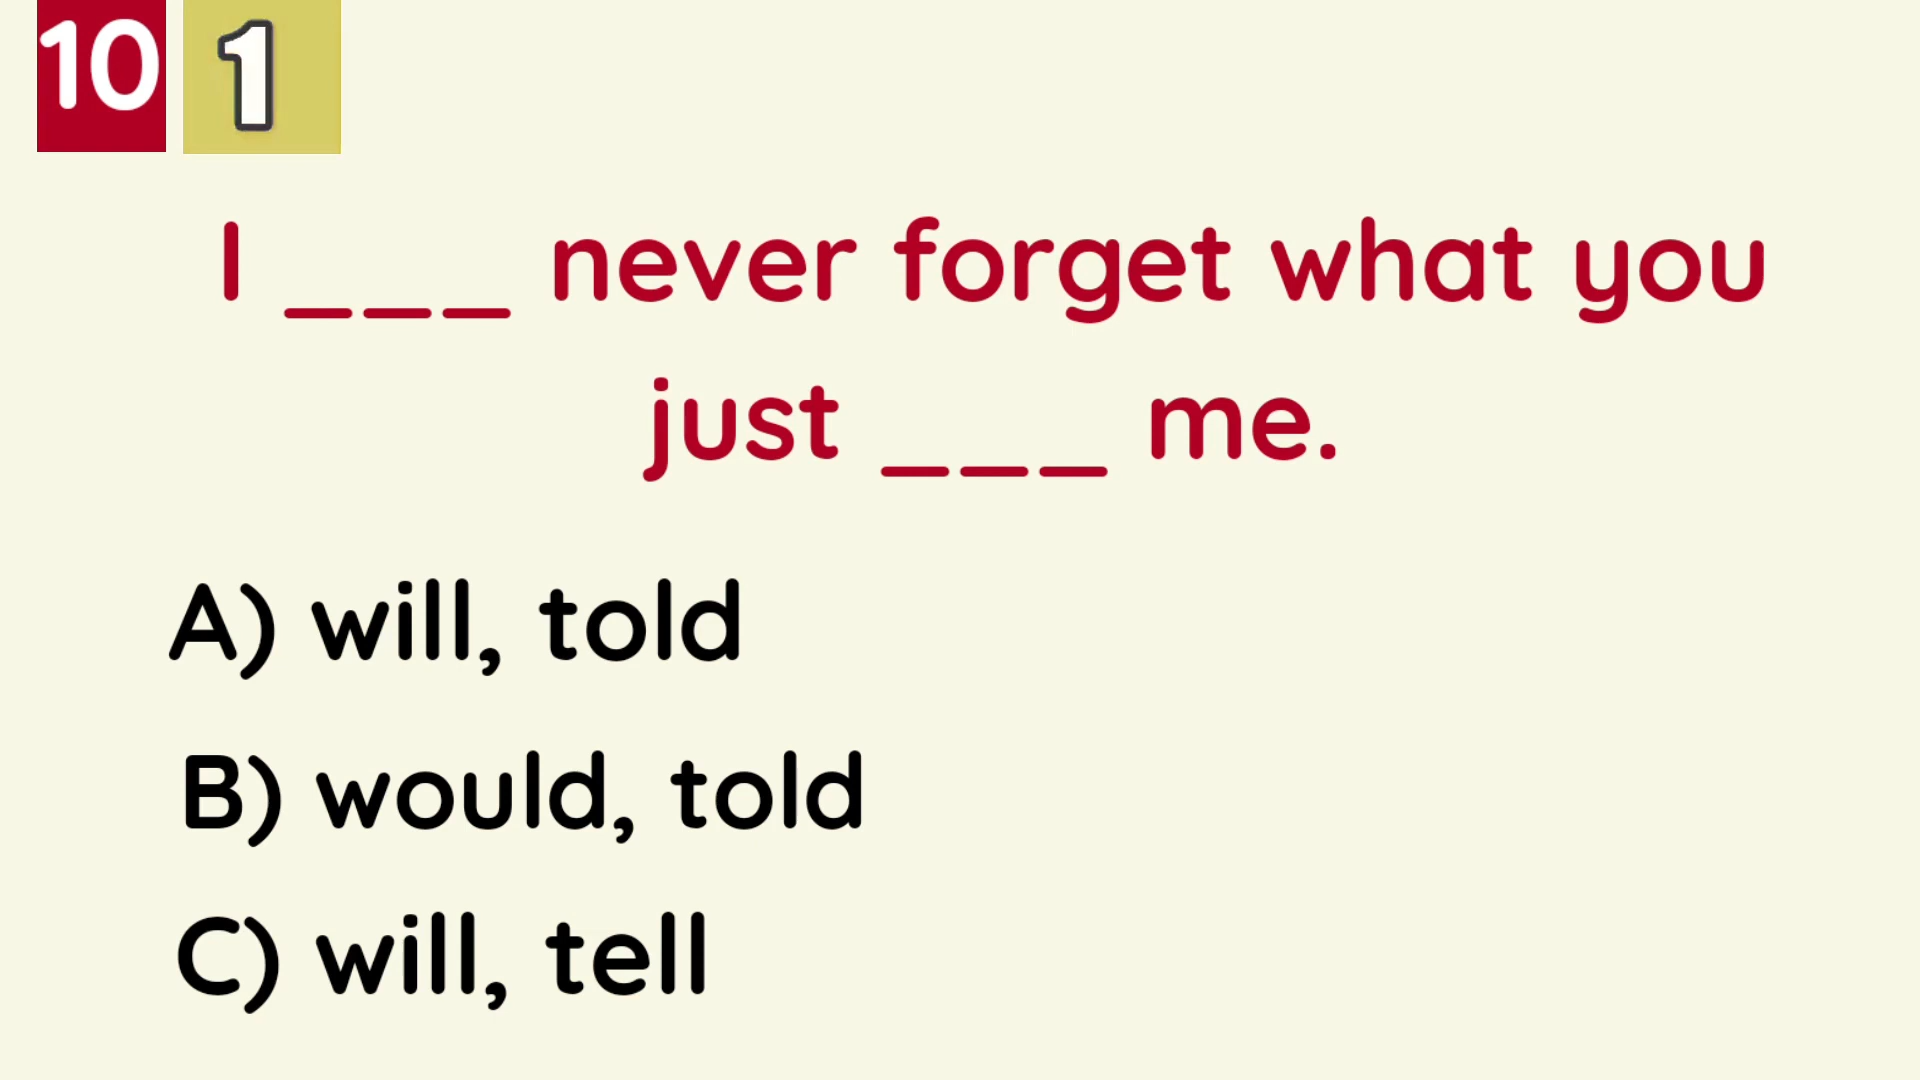 10 1
I ___ never forget what you
just ___ me.
A) will, told
B) would, told
C) will, tell